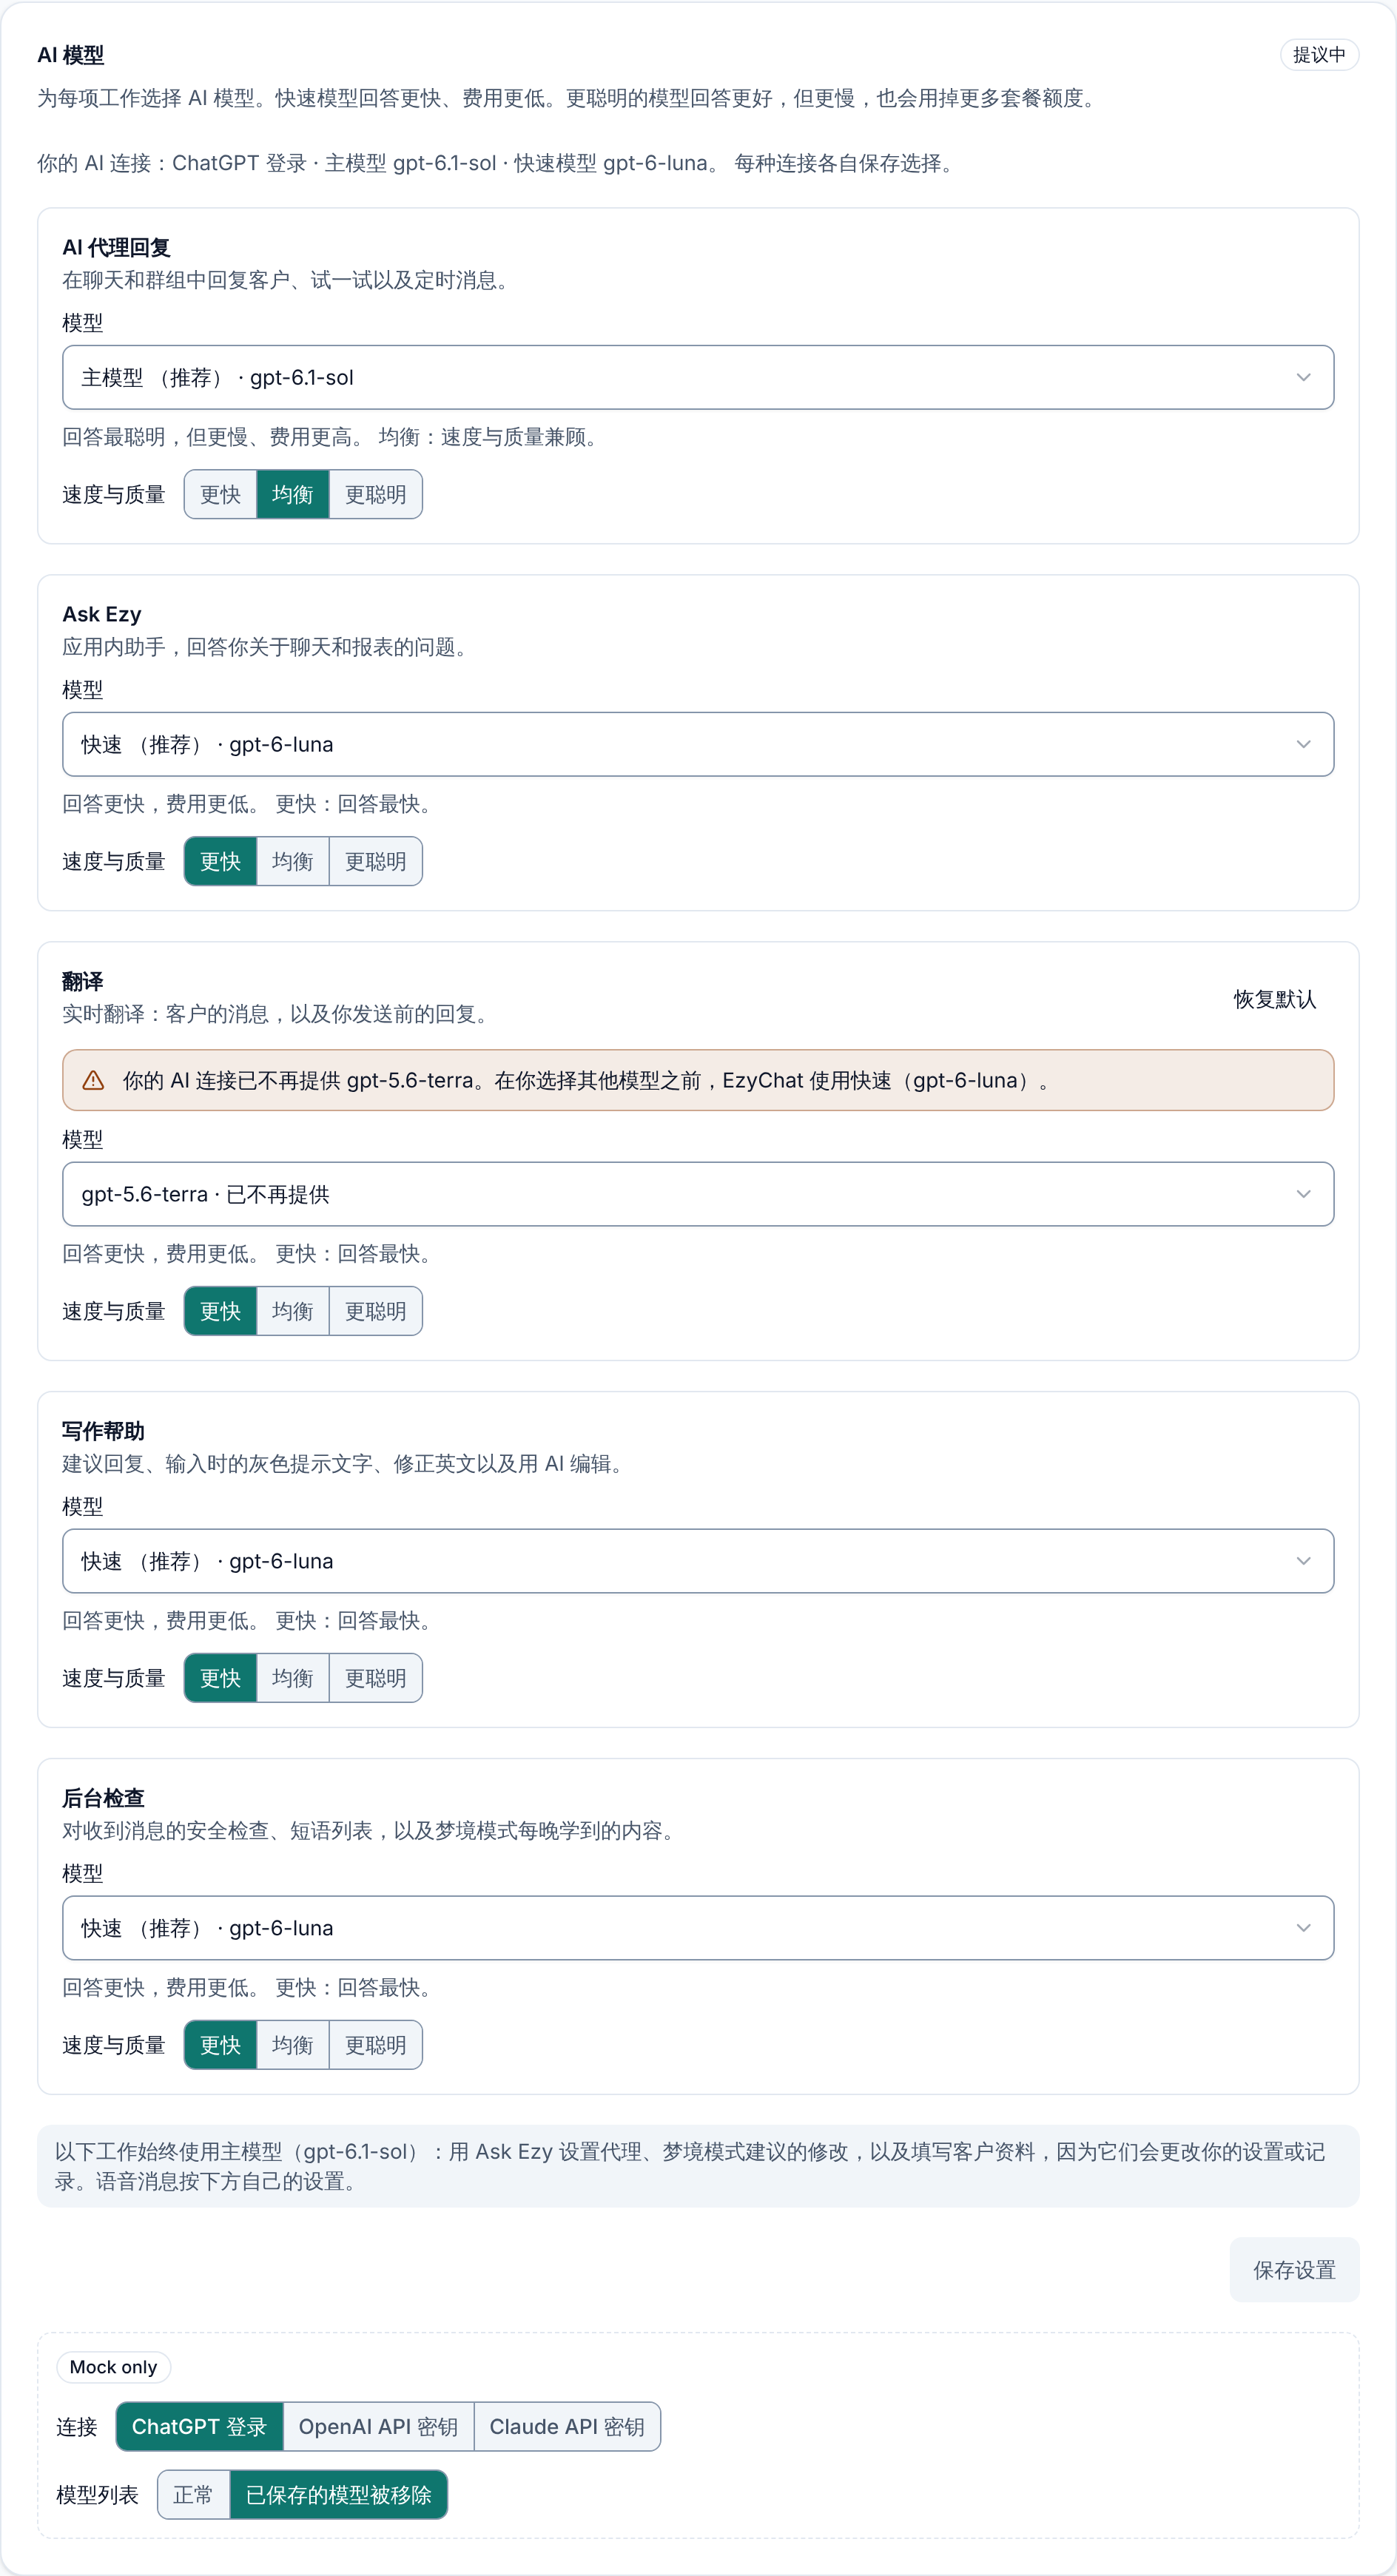 AI 模型
提议中
为每项工作选择 AI 模型。快速模型回答更快、费用更低。更聪明的模型回答更好，但更慢，也会用掉更多套餐额度。
你的 AI 连接：ChatGPT 登录 · 主模型 gpt-6.1-sol · 快速模型 gpt-6-luna。 每种连接各自保存选择。
AI 代理回复
在聊天和群组中回复客户、试一试以及定时消息。
模型
主模型 （推荐） · gpt-6.1-sol
回答最聪明，但更慢、费用更高。 均衡：速度与质量兼顾。
速度与质量 更快 均衡 更聪明
Ask Ezy
应用内助手，回答你关于聊天和报表的问题。
模型
快速 （推荐） · gpt-6-luna
回答更快，费用更低。 更快：回答最快。
速度与质量 更快 均衡 更聪明
翻译
实时翻译：客户的消息，以及你发送前的回复。
恢复默认
你的 AI 连接已不再提供 gpt-5.6-terra。在你选择其他模型之前，EzyChat 使用快速（gpt-6-luna）。
模型
gpt-5.6-terra · 已不再提供
回答更快，费用更低。 更快：回答最快。
速度与质量 更快 均衡 更聪明
写作帮助
建议回复、输入时的灰色提示文字、修正英文以及用 AI 编辑。
模型
快速 （推荐） · gpt-6-luna
回答更快，费用更低。 更快：回答最快。
速度与质量 更快 均衡 更聪明
后台检查
对收到消息的安全检查、短语列表，以及梦境模式每晚学到的内容。
模型
快速 （推荐） · gpt-6-luna
回答更快，费用更低。 更快：回答最快。
速度与质量 更快 均衡 更聪明
以下工作始终使用主模型（gpt-6.1-sol）：用 Ask Ezy 设置代理、梦境模式建议的修改，以及填写客户资料，因为它们会更改你的设置或记
录。语音消息按下方自己的设置。
保存设置
Mock only
连接 ChatGPT 登录 OpenAI API 密钥 Claude API 密钥
模型列表 正常 已保存的模型被移除